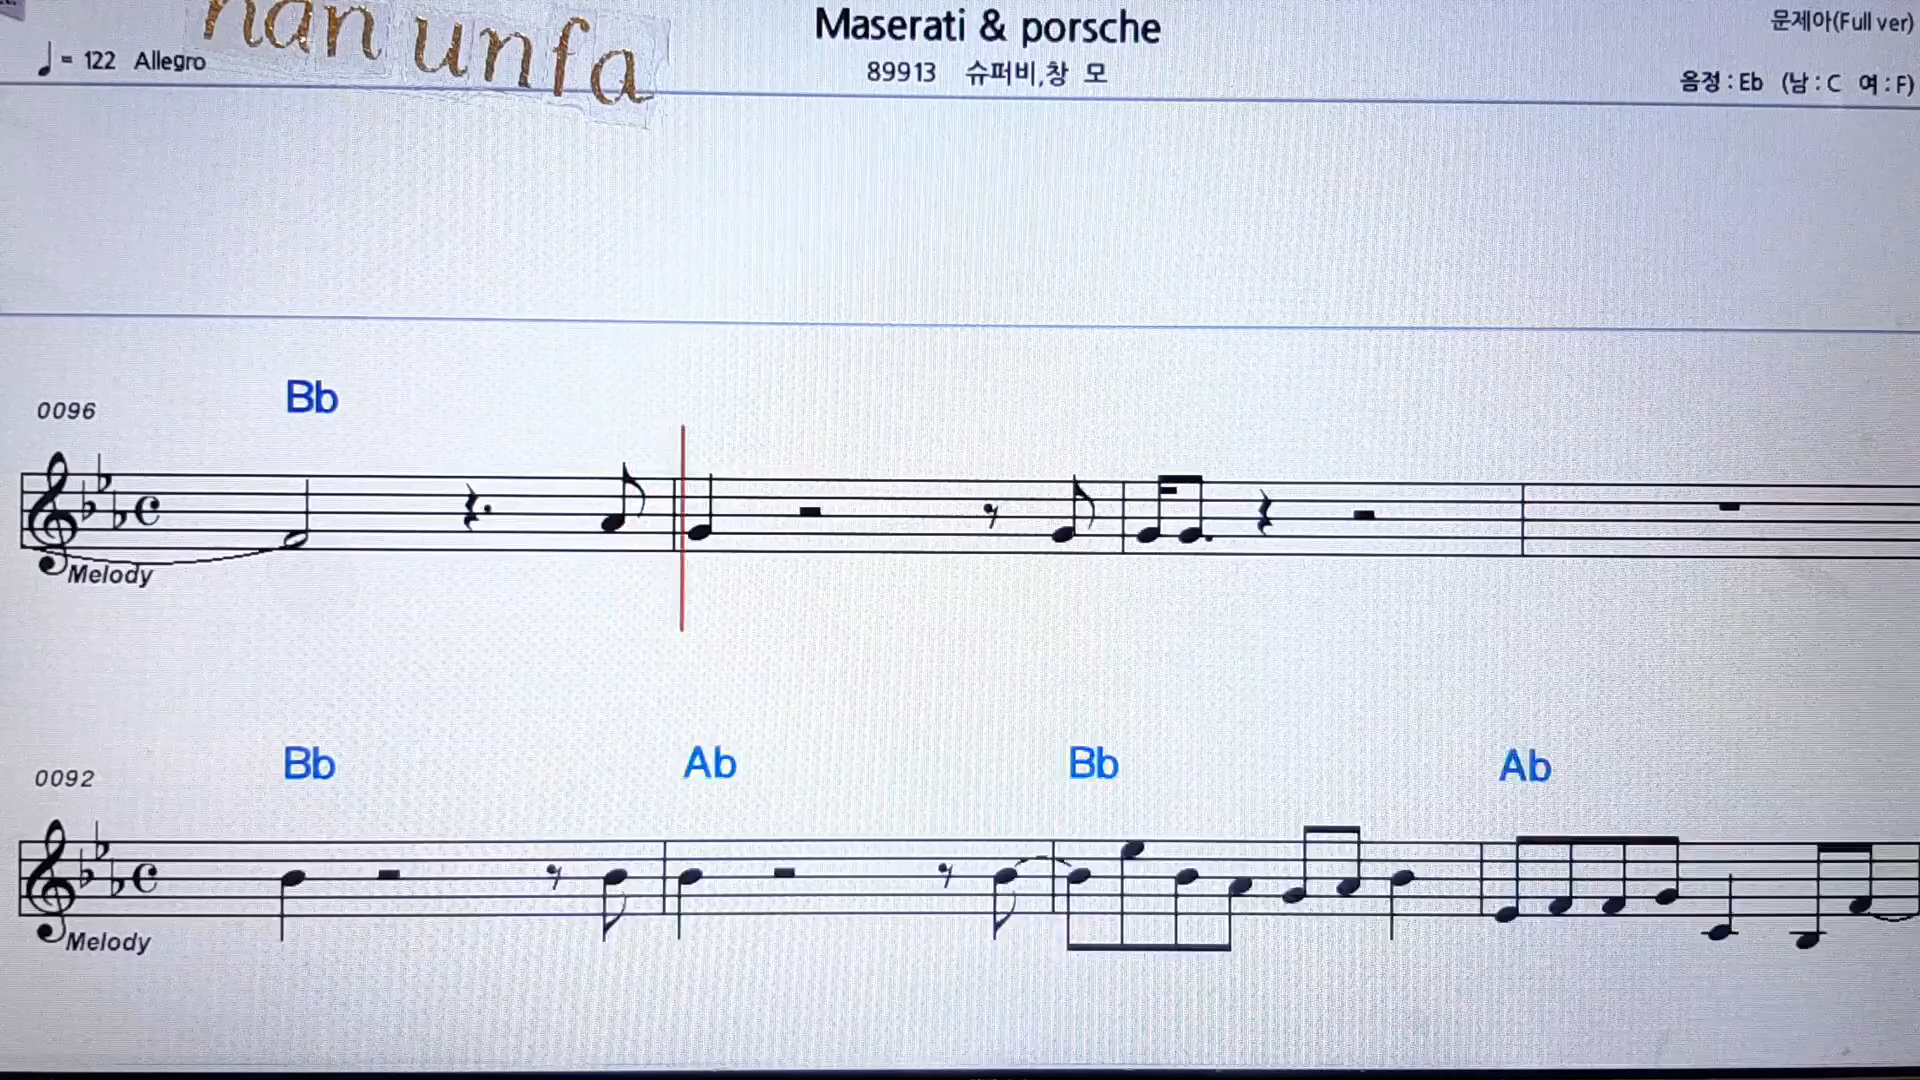 nan unfa
Maserati & porsche
문제아(Full ver)
= 122 Allegro
89913 슈퍼비,창 모
음정 : Eb (남 : C 여 : F)
0096
Bb
Melody
0092
Bb Ab Bb Ab
Melody